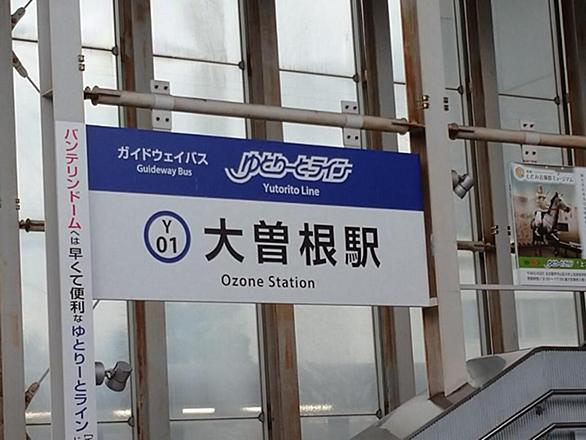 ガイドウェイバス
Guideway Bus
ゆとりーとライン
Yutorito Line
Y
01
大曽根駅
Ozone Station
バンテリンドームへは早くて便利なゆとりーとライン